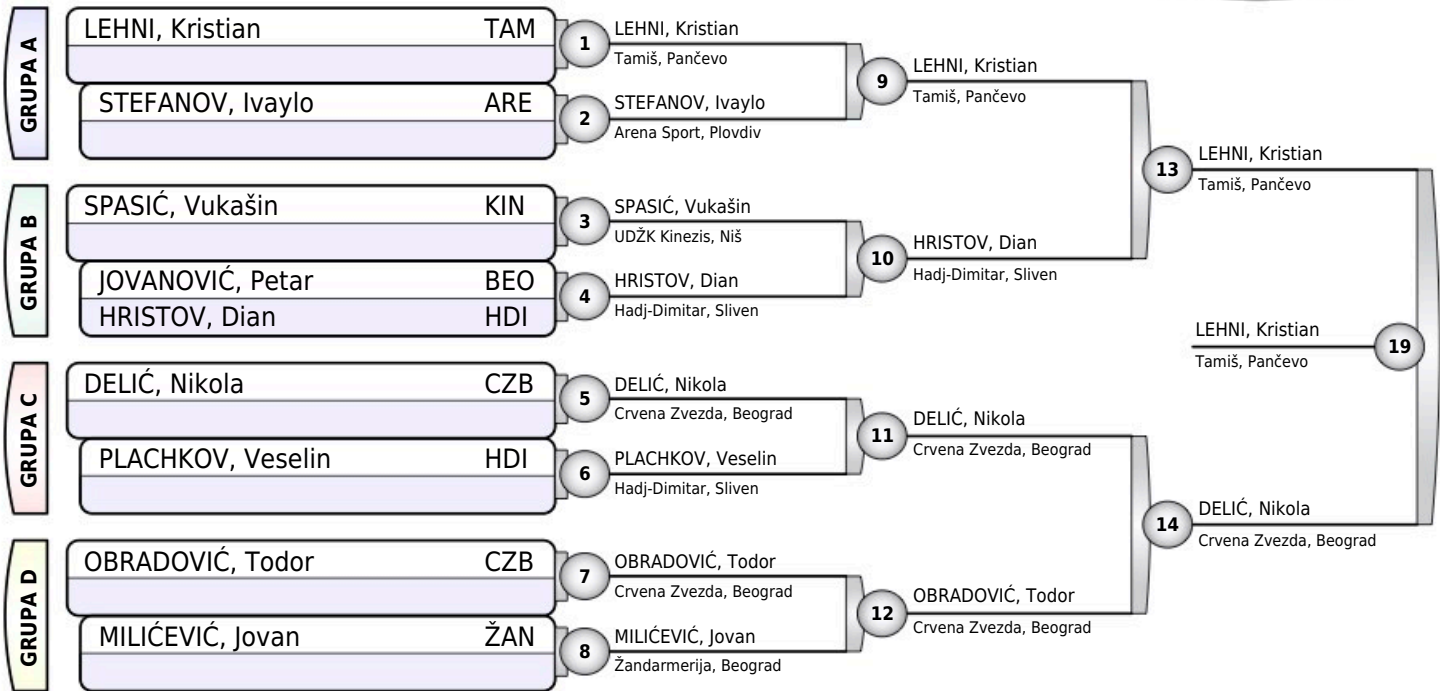 GRUPA A
LEHNI, Kristian TAM
STEFANOV, Ivaylo ARE
GRUPA B
SPASIĆ, Vukašin KIN
JOVANOVIĆ, Petar BEO
HRISTOV, Dian HDI
GRUPA C
DELIĆ, Nikola CZB
PLACHKOV, Veselin HDI
GRUPA D
OBRADOVIĆ, Todor CZB
MILIĆEVIĆ, Jovan ŽAN
1
LEHNI, Kristian
Tamiš, Pančevo
2
STEFANOV, Ivaylo
Arena Sport, Plovdiv
3
SPASIĆ, Vukašin
UDŽK Kinezis, Niš
4
HRISTOV, Dian
Hadj-Dimitar, Sliven
5
DELIĆ, Nikola
Crvena Zvezda, Beograd
6
PLACHKOV, Veselin
Hadj-Dimitar, Sliven
7
OBRADOVIĆ, Todor
Crvena Zvezda, Beograd
8
MILIĆEVIĆ, Jovan
Žandarmerija, Beograd
9
LEHNI, Kristian
Tamiš, Pančevo
10
HRISTOV, Dian
Hadj-Dimitar, Sliven
11
DELIĆ, Nikola
Crvena Zvezda, Beograd
12
OBRADOVIĆ, Todor
Crvena Zvezda, Beograd
13
LEHNI, Kristian
Tamiš, Pančevo
14
DELIĆ, Nikola
Crvena Zvezda, Beograd
LEHNI, Kristian
Tamiš, Pančevo
19